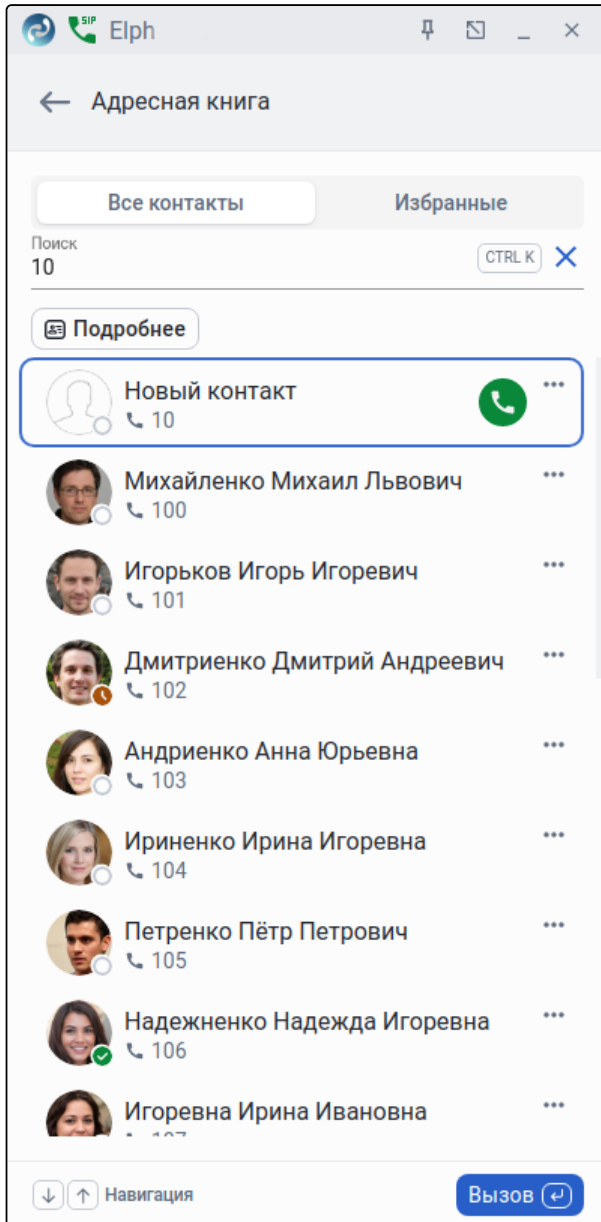 SIP
Elph
Адресная книга
Все контакты Избранные
Поиск
10 CTRL K
Подробнее
Новый контакт
10
Михайленко Михаил Львович
100
Игорьков Игорь Игоревич
101
Дмитриенко Дмитрий Андреевич
102
Андриенко Анна Юрьевна
103
Ириненко Ирина Игоревна
104
Петренко Пётр Петрович
105
Надежненко Надежда Игоревна
106
Игоревна Ирина Ивановна
Навигация Вызов